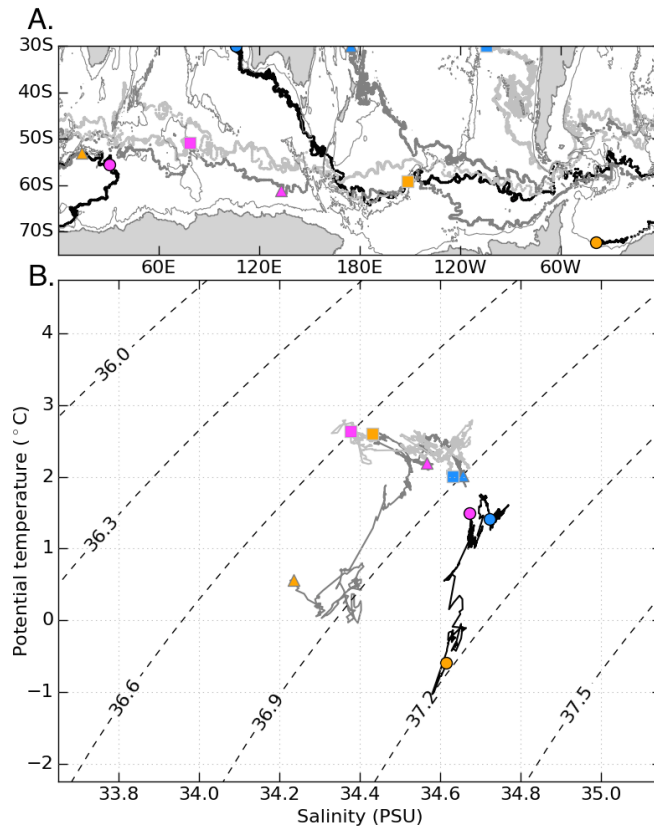 A.
30S
40S
50S
60S
70S
60E 120E 180E 120W 60W
B.
4
3
2
1
0
−1
−2
36.0
36.3
36.6
36.9
37.2
37.5
33.8 34.0 34.2 34.4 34.6 34.8 35.0
Salinity (PSU)
Potential temperature (°C)